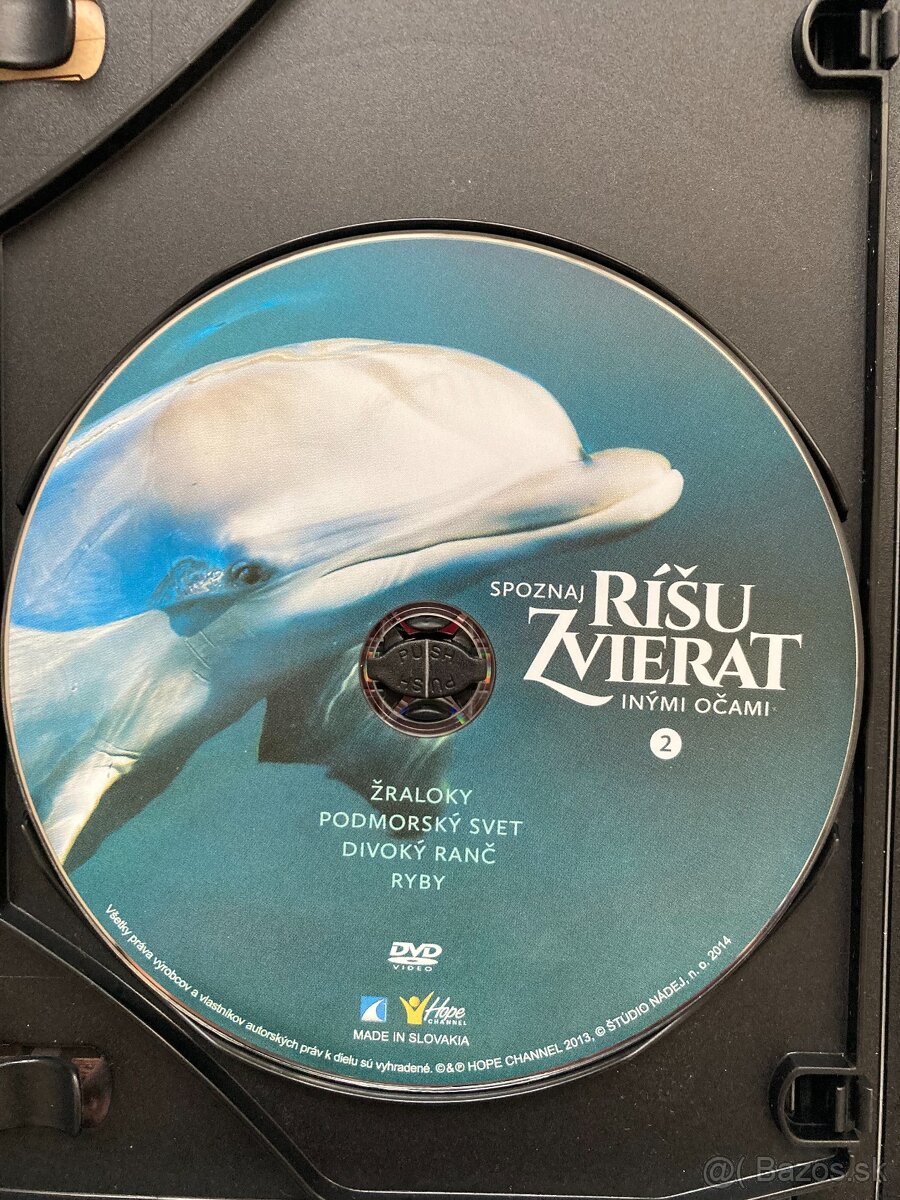 SPOZNAJ RÍŠU
ZVIERAT
INÝMI OČAMI
2
PUSH
PUSH
ŽRALOKY
PODMORSKÝ SVET
DIVOKÝ RANČ
RYBY
DVD
VIDEO
Hope
CHANNEL
MADE IN SLOVAKIA
Všetky práva výrobcov a vlastníkov autorských práv k dielu sú vyhradené. ©&℗ HOPE CHANNEL 2013, © ŠTÚDIO NÁDEJ, n. o. 2014
@( Bazos.sk